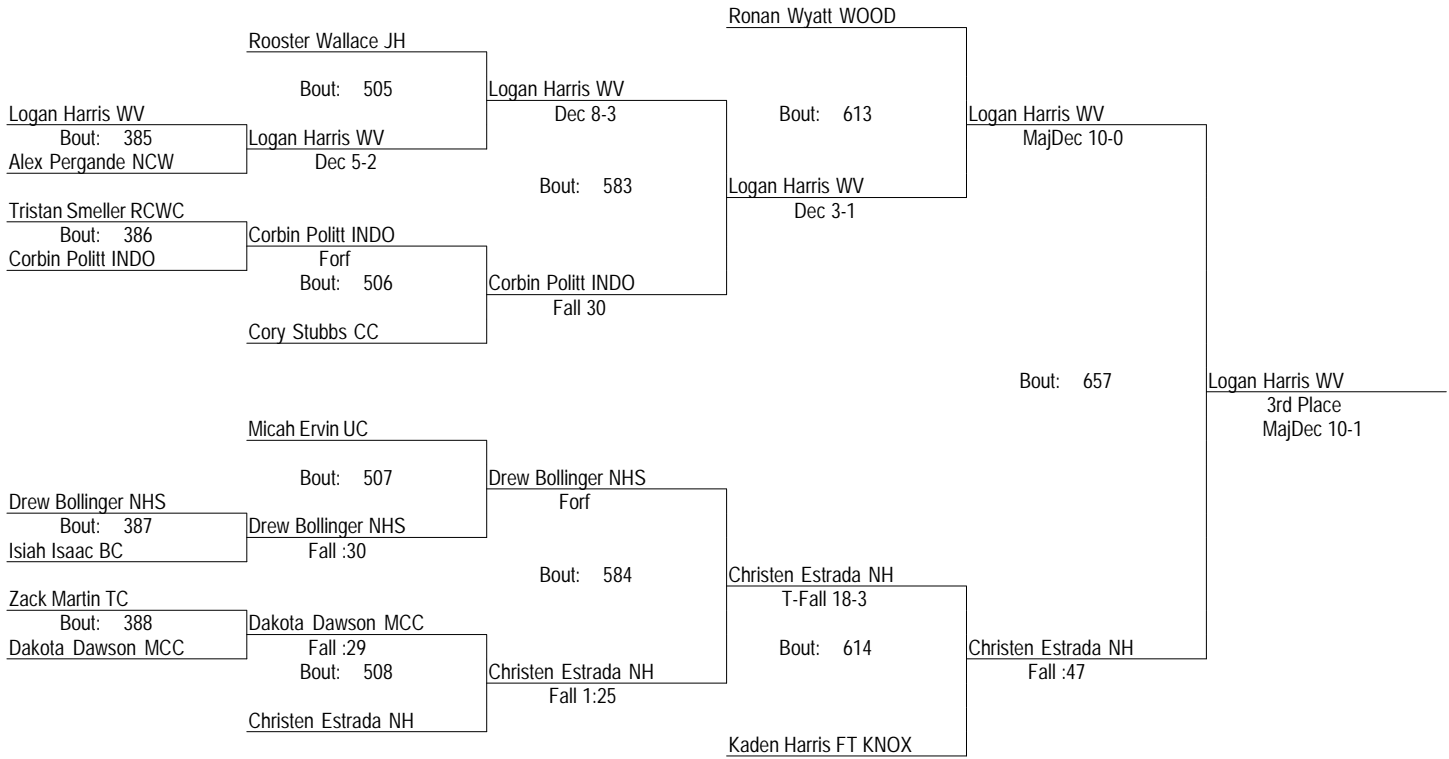 Ronan Wyatt WOOD
Rooster Wallace JH
Bout: 505
Logan Harris WV
Dec 8-3
Logan Harris WV
Bout: 385
Alex Pergande NCW
Logan Harris WV
Dec 5-2
Bout: 613
Logan Harris WV
MajDec 10-0
Bout: 583
Logan Harris WV
Dec 3-1
Tristan Smeller RCWC
Bout: 386
Corbin Politt INDO
Corbin Politt INDO
Forf
Bout: 506
Corbin Politt INDO
Fall 30
Cory Stubbs CC
Bout: 657
Logan Harris WV
3rd Place
MajDec 10-1
Micah Ervin UC
Bout: 507
Drew Bollinger NHS
Forf
Drew Bollinger NHS
Bout: 387
Isiah Isaac BC
Drew Bollinger NHS
Fall :30
Bout: 584
Christen Estrada NH
T-Fall 18-3
Zack Martin TC
Bout: 388
Dakota Dawson MCC
Dakota Dawson MCC
Fall :29
Bout: 508
Christen Estrada NH
Fall 1:25
Bout: 614
Christen Estrada NH
Fall :47
Christen Estrada NH
Kaden Harris FT KNOX